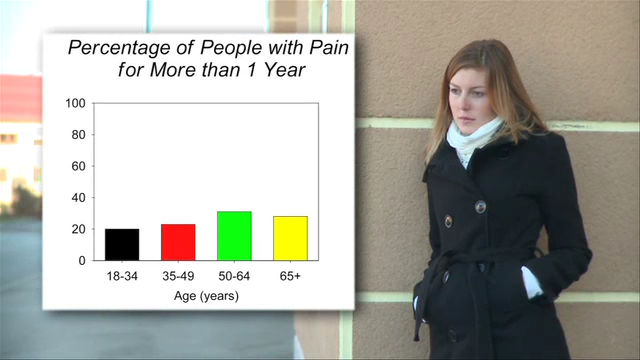 Percentage of People with Pain
for More than 1 Year
100
80
60
40
20
0
18-34 35-49 50-64 65+
Age (years)